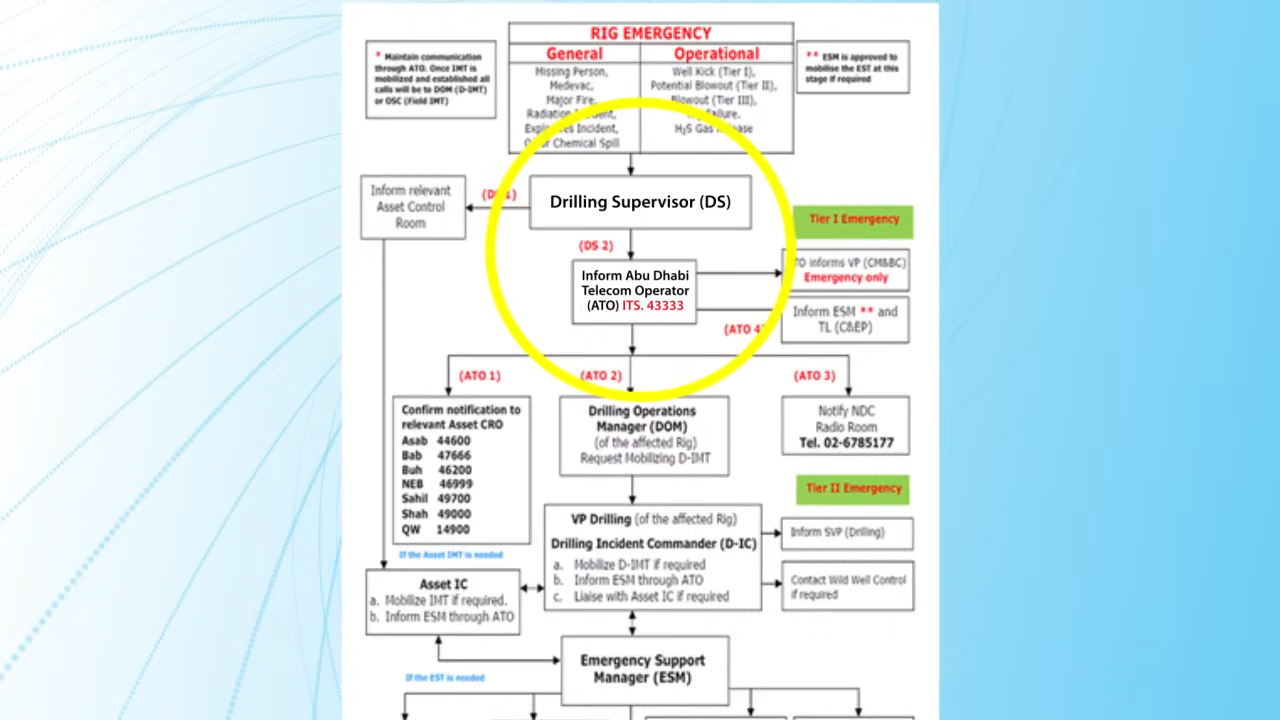 RIG EMERGENCY
General
Operational
Missing Person,
Medevac,
Major Fire,
Radiation Incident,
Explosives Incident,
Chemical Spill
Well Kick (Tier I),
Potential Blowout (Tier II),
Blowout (Tier III),
Failure.
H₂S Gas Release
* Maintain communication
through ATO. Once IMT is
mobilized and established all
calls will be to DOM (D-IMT)
or OSC (Field IMT)
** ESM is approved to
mobilise the EST at this
stage if required
Inform relevant
Asset Control
Room
(DS 1)
Drilling Supervisor (DS)
Tier I Emergency
(DS 2)
Inform Abu Dhabi
Telecom Operator
(ATO) ITS. 43333
ATO informs VP (CM&BC)
Emergency only
Inform ESM ** and
TL (C&EP)
(ATO 4)
(ATO 1)
(ATO 2)
(ATO 3)
Confirm notification to
relevant Asset CRO
Asab 44600
Bab 47666
Buh 46200
NEB 46999
Sahil 49700
Shah 49000
QW 14900
Drilling Operations
Manager (DOM)
(of the affected Rig)
Request Mobilizing D-IMT
Notify NDC
Radio Room
Tel. 02-6785177
Tier II Emergency
VP Drilling (of the affected Rig)
Drilling Incident Commander (D-IC)
a. Mobilize D-IMT if required
b. Inform ESM through ATO
c. Liaise with Asset IC if required
Inform SVP (Drilling)
Contact Wild Well Control
if required
If the Asset IMT is needed
Asset IC
a. Mobilize IMT if required.
b. Inform ESM through ATO
Emergency Support
Manager (ESM)
If the EST is needed